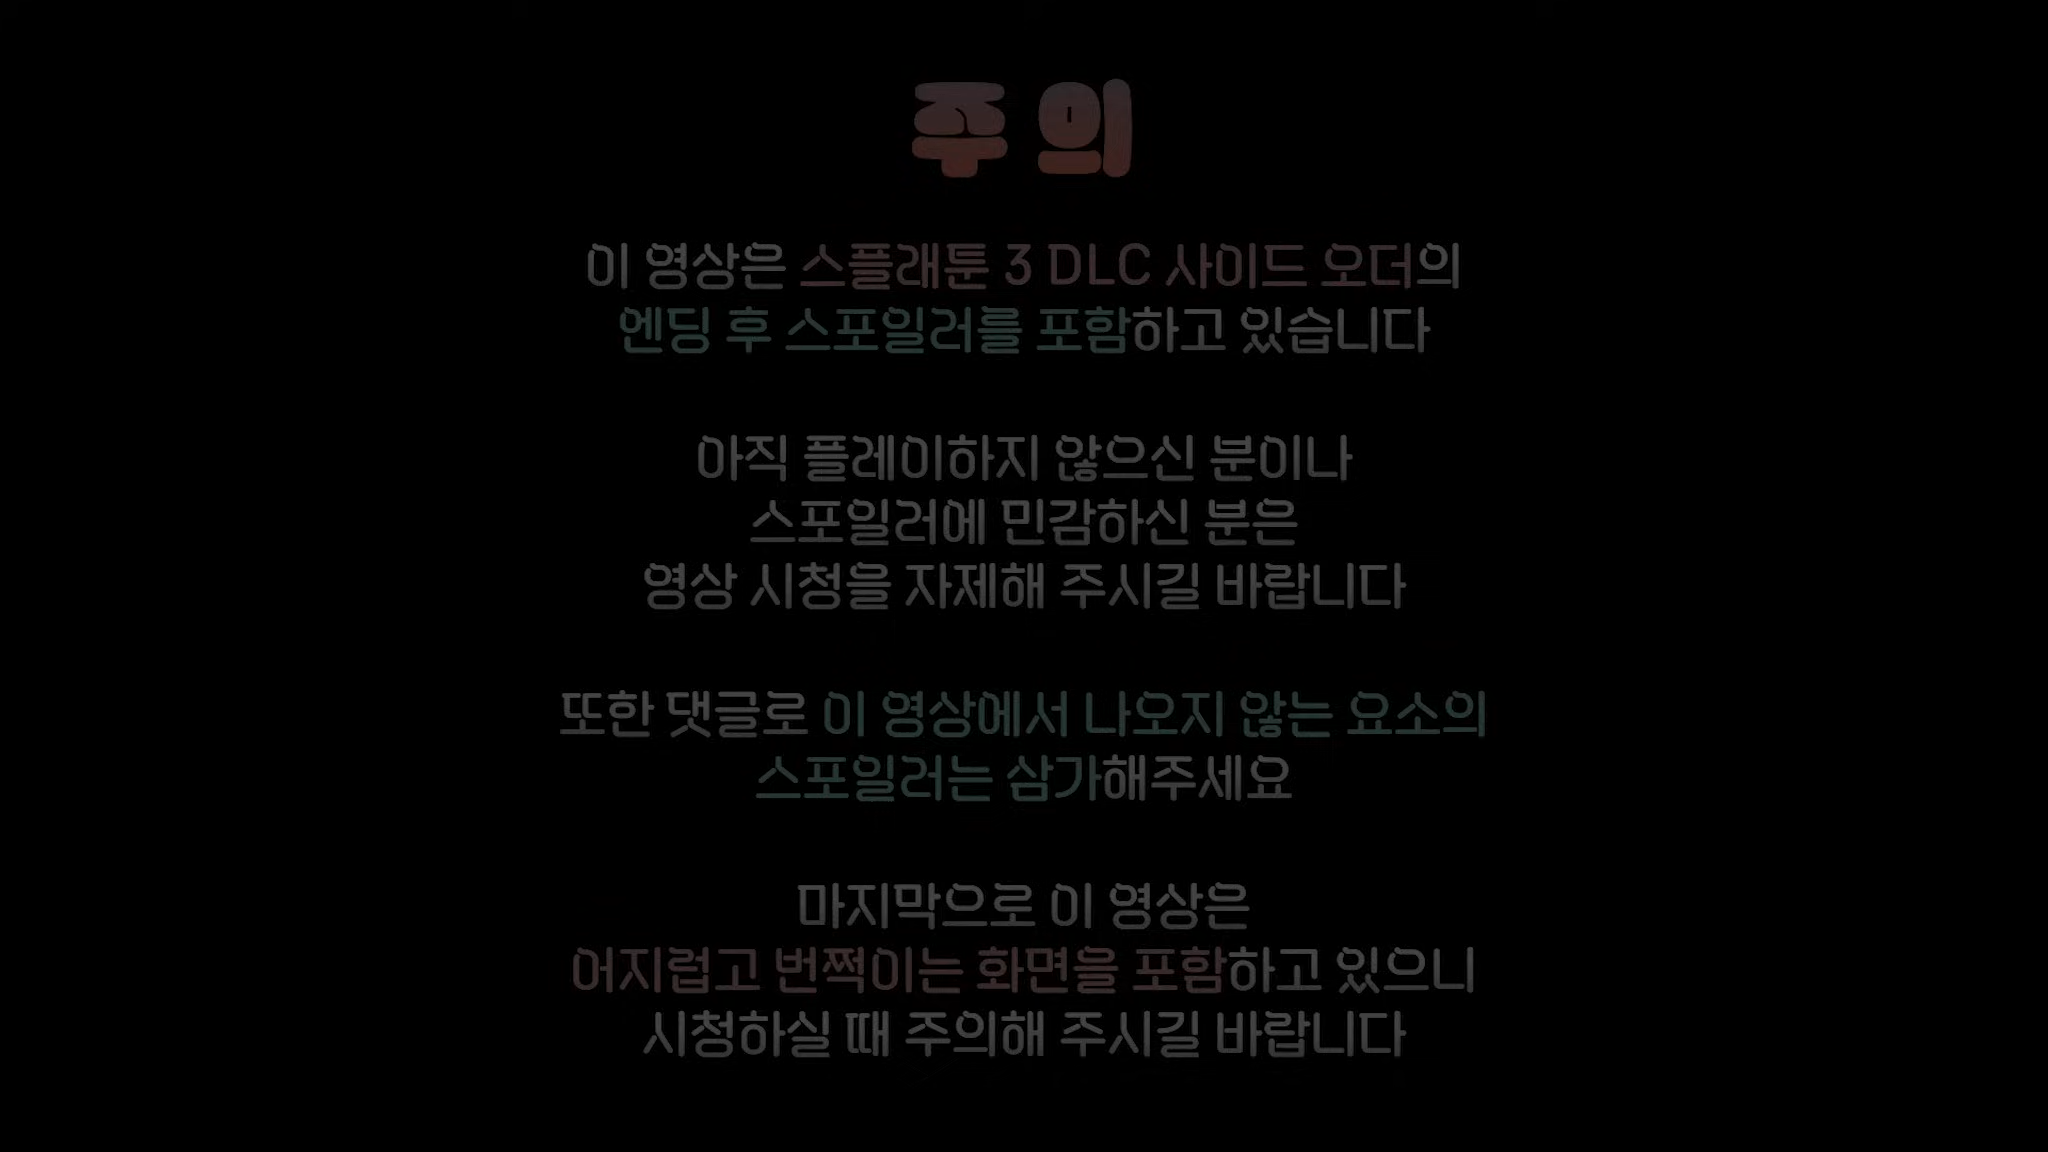 주의
이 영상은 스플래툰 3 DLC 사이드 오더의
엔딩 후 스포일러를 포함하고 있습니다
아직 플레이하지 않으신 분이나
스포일러에 민감하신 분은
영상 시청을 자제해 주시길 바랍니다
또한 댓글로 이 영상에서 나오지 않는 요소의
스포일러는 삼가해주세요
마지막으로 이 영상은
어지럽고 번쩍이는 화면을 포함하고 있으니
시청하실 때 주의해 주시길 바랍니다